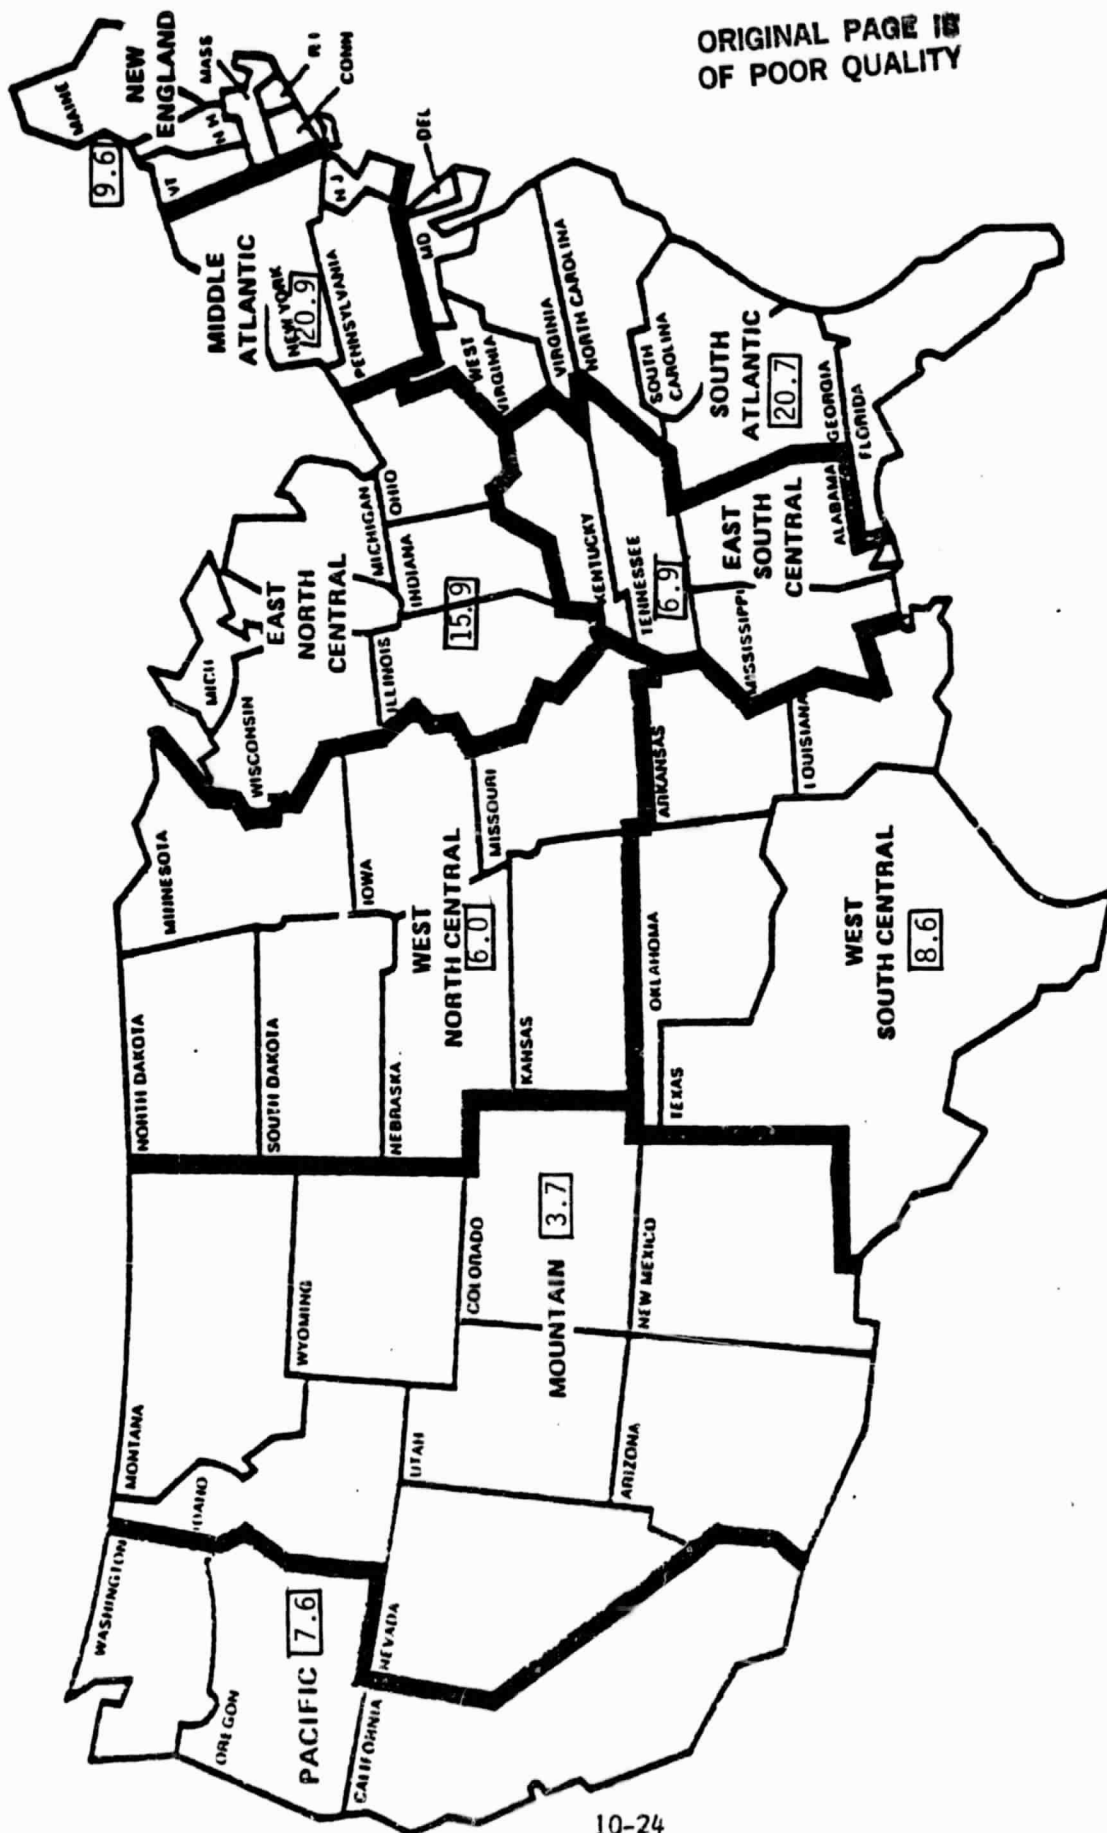 ORIGINAL PAGE IS
OF POOR QUALITY
WASHINGTON
OREGON
PACIFIC 7.6
CALIFORNIA
NEVADA
MONTANA
WYOMING
UTAH
COLORADO
MOUNTAIN 3.7
ARIZONA
NEW MEXICO
NORTH DAKOTA
SOUTH DAKOTA
NEBRASKA
KANSAS
MINNESOTA
IOWA
MISSOURI
WEST
NORTH CENTRAL
6.0
OKLAHOMA
TEXAS
ARKANSAS
LOUISIANA
WEST
SOUTH CENTRAL
8.6
WISCONSIN
MICH
MICHIGAN
ILLINOIS
INDIANA
OHIO
EAST
NORTH
CENTRAL
15.9
KENTUCKY
TENNESSEE
6.9
MISSISSIPPI
ALABAMA
EAST
SOUTH
CENTRAL
MIDDLE
ATLANTIC
NEW YORK
20.9
PENNSYLVANIA
N J
NEW
ENGLAND
9.6
MAINE
VT
N H
MASS
R I
CONN
DEL
MD
WEST
VIRGINIA
VIRGINIA
NORTH CAROLINA
SOUTH
CAROLINA
GEORGIA
FLORIDA
SOUTH
ATLANTIC
20.7
10-24